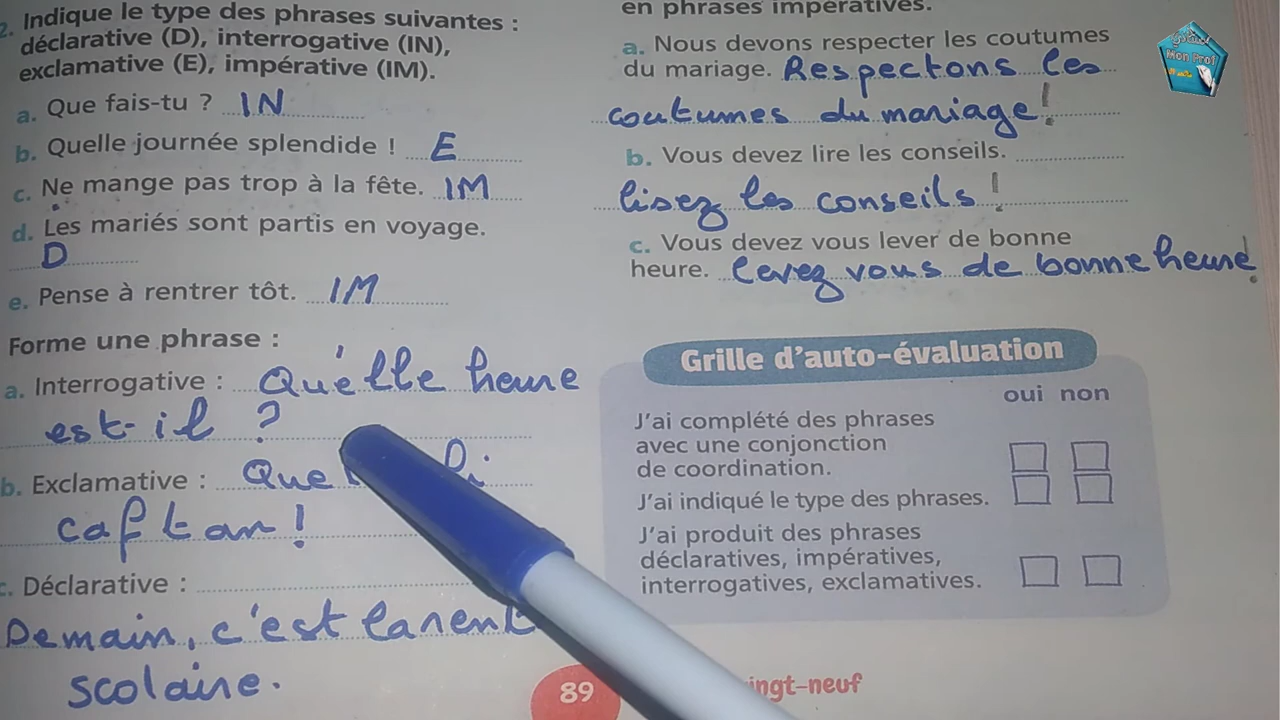 2. Indique le type des phrases suivantes :
déclarative (D), interrogative (IN),
exclamative (E), impérative (IM).
a. Que fais-tu ? IN
b. Quelle journée splendide ! E
c. Ne mange pas trop à la fête. IM
d. Les mariés sont partis en voyage.
D
e. Pense à rentrer tôt. IM
Forme une phrase :
a. Interrogative : Quelle heure
est-il ?
b. Exclamative :
caftan !
c. Déclarative :
Demain, c'est la
scolaire.
en phrases impératives.
a. Nous devons respecter les coutumes
du mariage. Respectons les
coutumes du mariage !
b. Vous devez lire les conseils.
lisez les conseils !
c. Vous devez vous lever de bonne
heure. levez vous de bonne heure !
Grille d'auto-évaluation
oui non
J'ai complété des phrases
avec une conjonction
de coordination.
J'ai indiqué le type des phrases.
J'ai produit des phrases
déclaratives, impératives,
interrogatives, exclamatives.
89
ingt-neuf
Mon Prof